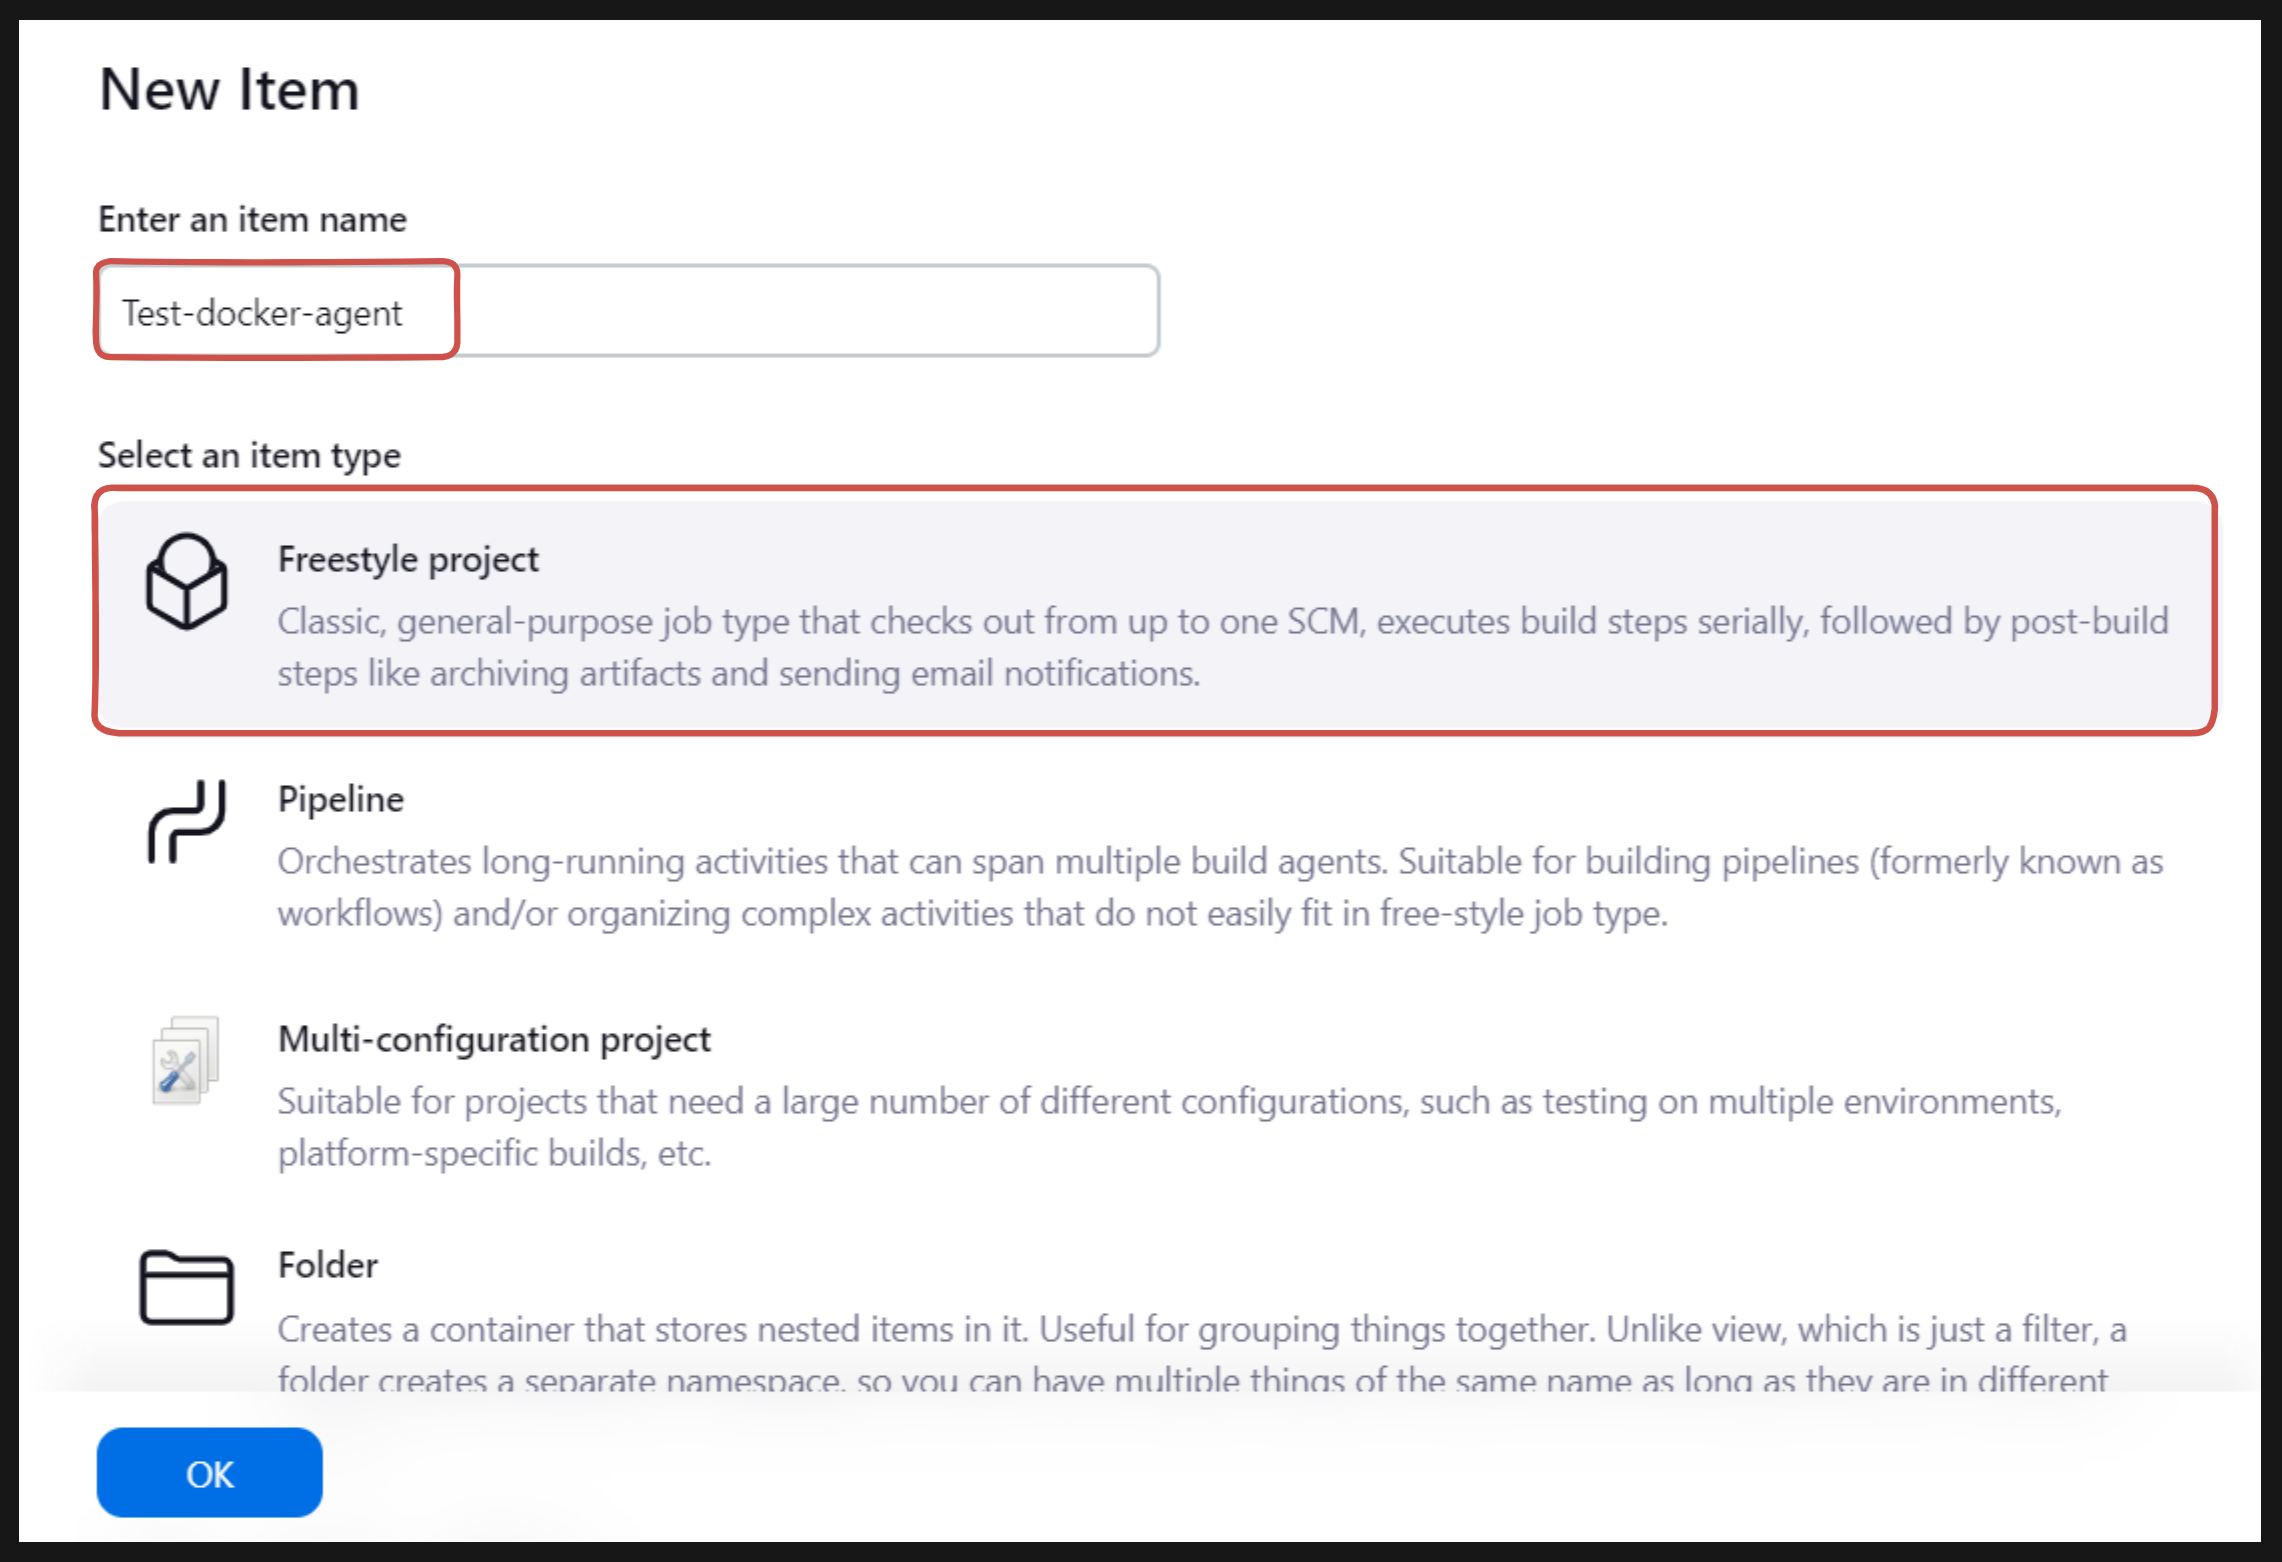 New Item
Enter an item name
Test-docker-agent
Select an item type
Freestyle project
Classic, general-purpose job type that checks out from up to one SCM, executes build steps serially, followed by post-build
steps like archiving artifacts and sending email notifications.
Pipeline
Orchestrates long-running activities that can span multiple build agents. Suitable for building pipelines (formerly known as
workflows) and/or organizing complex activities that do not easily fit in free-style job type.
Multi-configuration project
Suitable for projects that need a large number of different configurations, such as testing on multiple environments,
platform-specific builds, etc.
Folder
Creates a container that stores nested items in it. Useful for grouping things together. Unlike view, which is just a filter, a
folder creates a separate namespace, so you can have multiple things of the same name as long as they are in different
OK